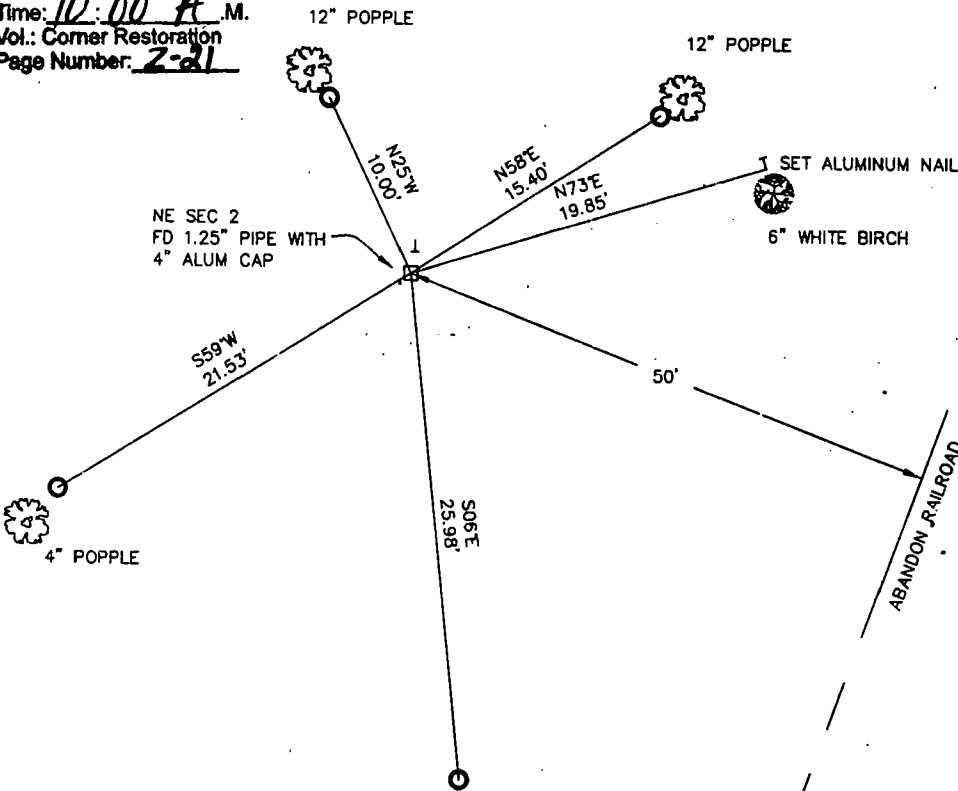 Time: 10:00 A.M.
Vol.: Corner Restoration
Page Number: Z-21
12" POPPLE
12" POPPLE
N25°W
10.00'
N58°E
15.40'
N73°E
19.85'
SET ALUMINUM NAIL
6" WHITE BIRCH
NE SEC 2
FD 1.25" PIPE WITH
4" ALUM CAP
S59°W
21.53'
50'
S06°E
25.98'
4" POPPLE
ABANDON RAILROAD